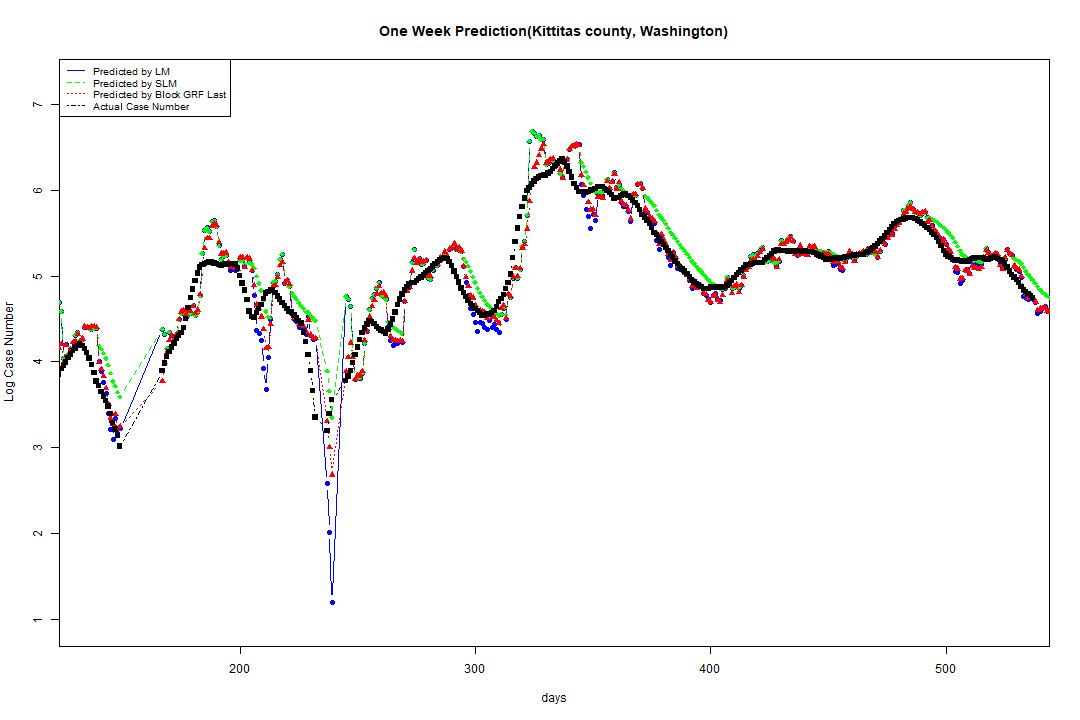 One Week Prediction(Kittitas county, Washington)
Predicted by LM
Predicted by SLM
Predicted by Block GRF Last
Actual Case Number
7
6
5
4
3
2
1
Log Case Number
200 300 400 500
days